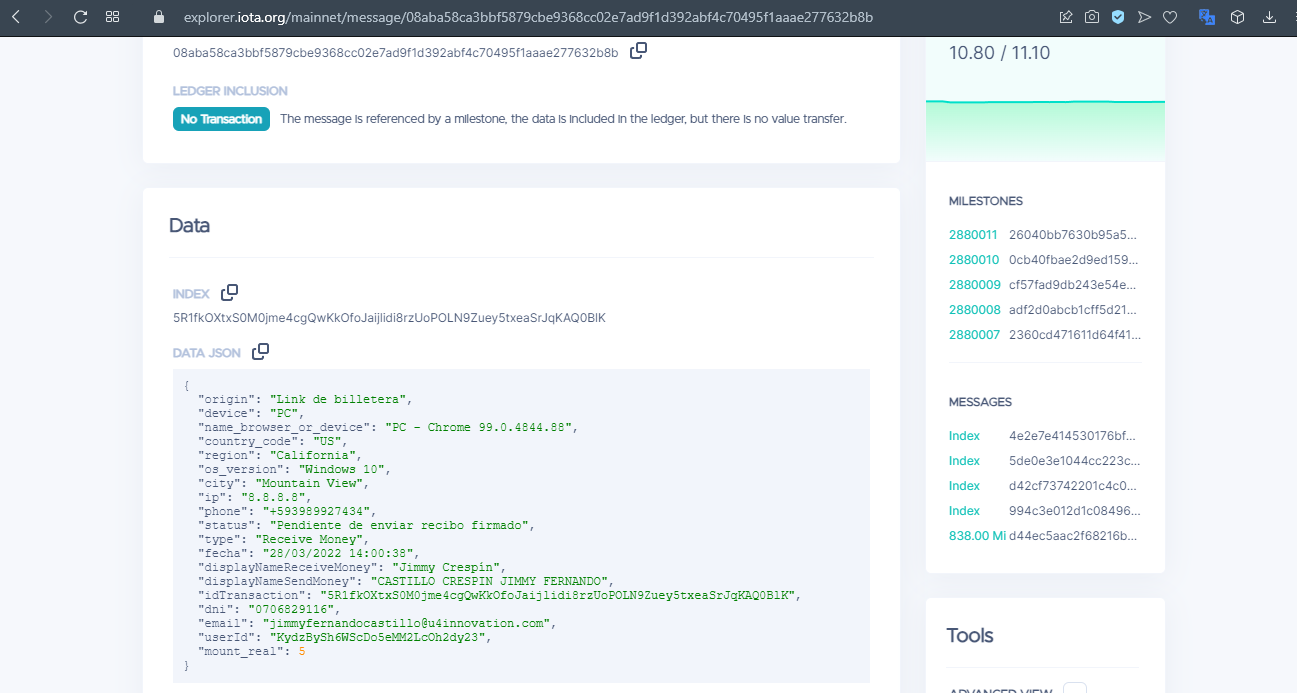 explorer.iota.org/mainnet/message/08aba58ca3bbf5879cbe9368cc02e7ad9f1d392abf4c70495f1aaae277632b8b
08aba58ca3bbf5879cbe9368cc02e7ad9f1d392abf4c70495f1aaae277632b8b
LEDGER INCLUSION
No Transaction The message is referenced by a milestone, the data is included in the ledger, but there is no value transfer.
Data
INDEX
5R1fkOXtxS0M0jme4cgQwKkOfoJaijlidi8rzUoPOLN9Zuey5txeaSrJqKAQ0BlK
DATA JSON
{
"origin": "Link de billetera",
"device": "PC",
"name_browser_or_device": "PC - Chrome 99.0.4844.88",
"country_code": "US",
"region": "California",
"os_version": "Windows 10",
"city": "Mountain View",
"ip": "8.8.8.8",
"phone": "+593989927434",
"status": "Pendiente de enviar recibo firmado",
"type": "Receive Money",
"fecha": "28/03/2022 14:00:38",
"displayNameReceiveMoney": "Jimmy Crespín",
"displayNameSendMoney": "CASTILLO CRESPIN JIMMY FERNANDO",
"idTransaction": "5R1fkOXtxS0M0jme4cgQwKkOfoJaijlidi8rzUoPOLN9Zuey5txeaSrJqKAQ0BlK",
"dni": "0706829116",
"email": "jimmyfernandocastillo@u4innovation.com",
"userId": "KydzBySh6WScDo5eMM2LcOh2dy23",
"mount_real": 5
}
10.80 / 11.10
MILESTONES
2880011 26040bb7630b95a5...
2880010 0cb40fbae2d9ed159...
2880009 cf57fad9db243e54e...
2880008 adf2d0abcb1cff5d21...
2880007 2360cd471611d64f41...
MESSAGES
Index 4e2e7e414530176bf...
Index 5de0e3e1044cc223c...
Index d42cf73742201c4c0...
Index 994c3e012d1c08496...
838.00 Mi d44ec5aac2f68216b...
Tools
ADVANCED VIEW